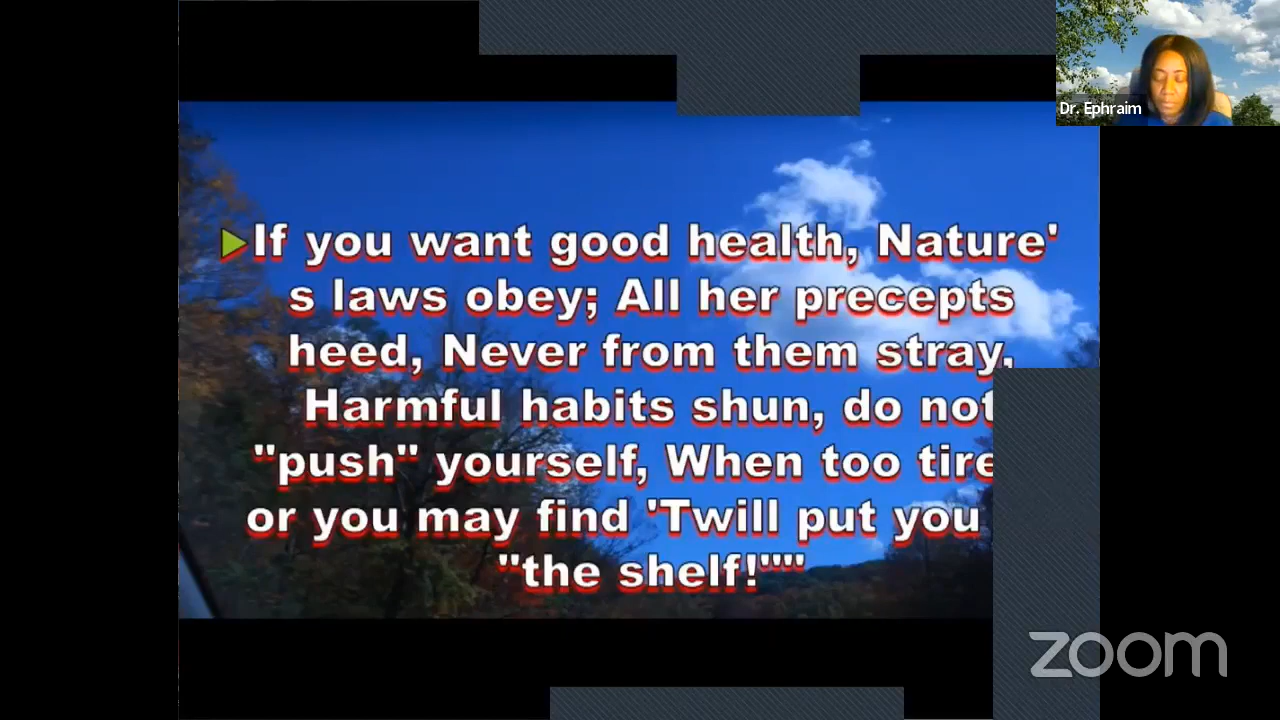 Dr. Ephraim
If you want good health, Nature'
s laws obey; All her precepts
heed, Never from them stray.
Harmful habits shun, do not
"push" yourself, When too tire
or you may find 'Twill put you
"the shelf!"""
zoom